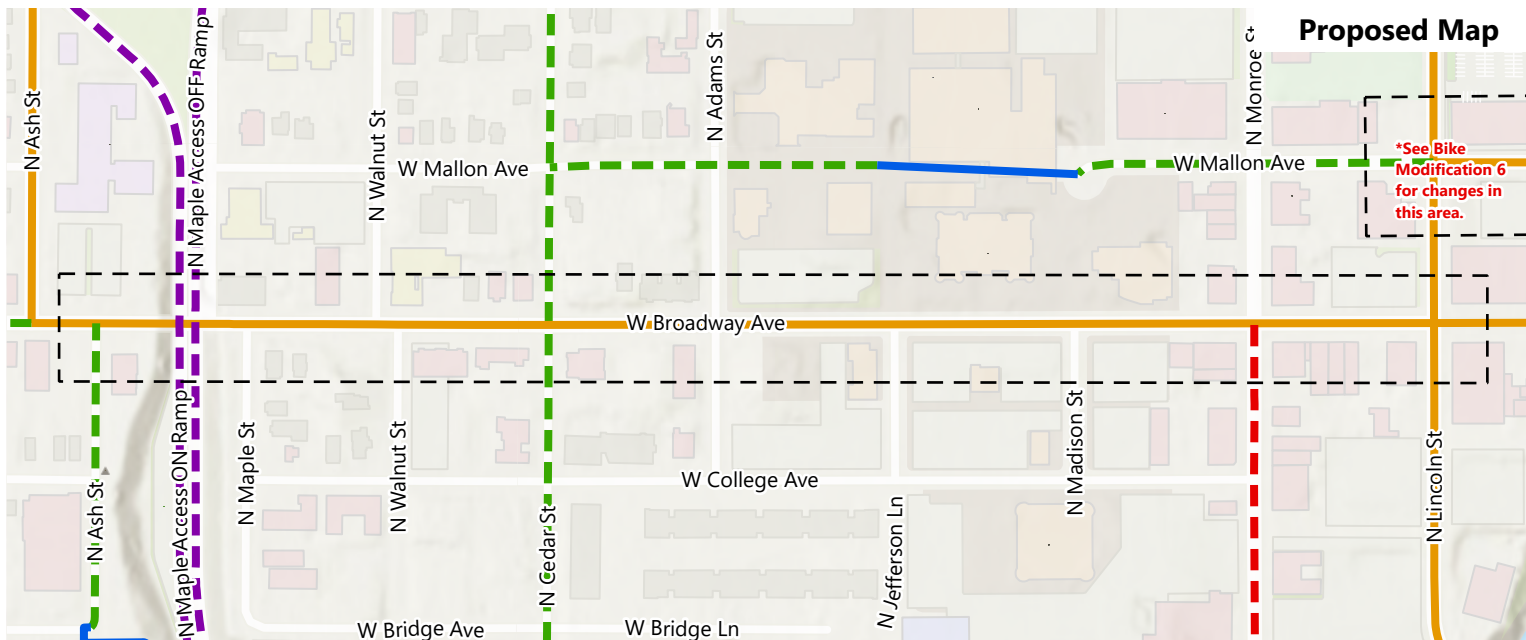 Proposed Map
N Ash St
N Maple Access OFF Ramp
N Walnut St
N Adams St
N Monroe St
W Mallon Ave
W Mallon Ave
*See Bike
Modification 6
for changes in
this area.
W Broadway Ave
N Ash St
N Maple Access ON Ramp
N Maple St
N Walnut St
N Cedar St
W College Ave
N Jefferson Ln
N Madison St
N Lincoln St
W Bridge Ave
W Bridge Ln